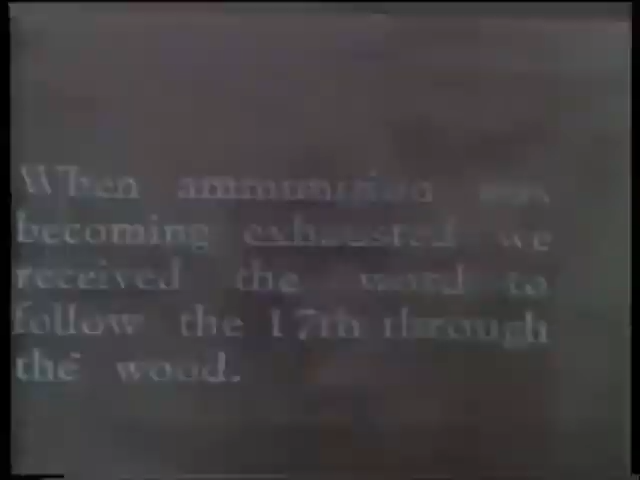 When ammunition was
becoming exhausted we
received the word to
follow the 17th through
the wood.